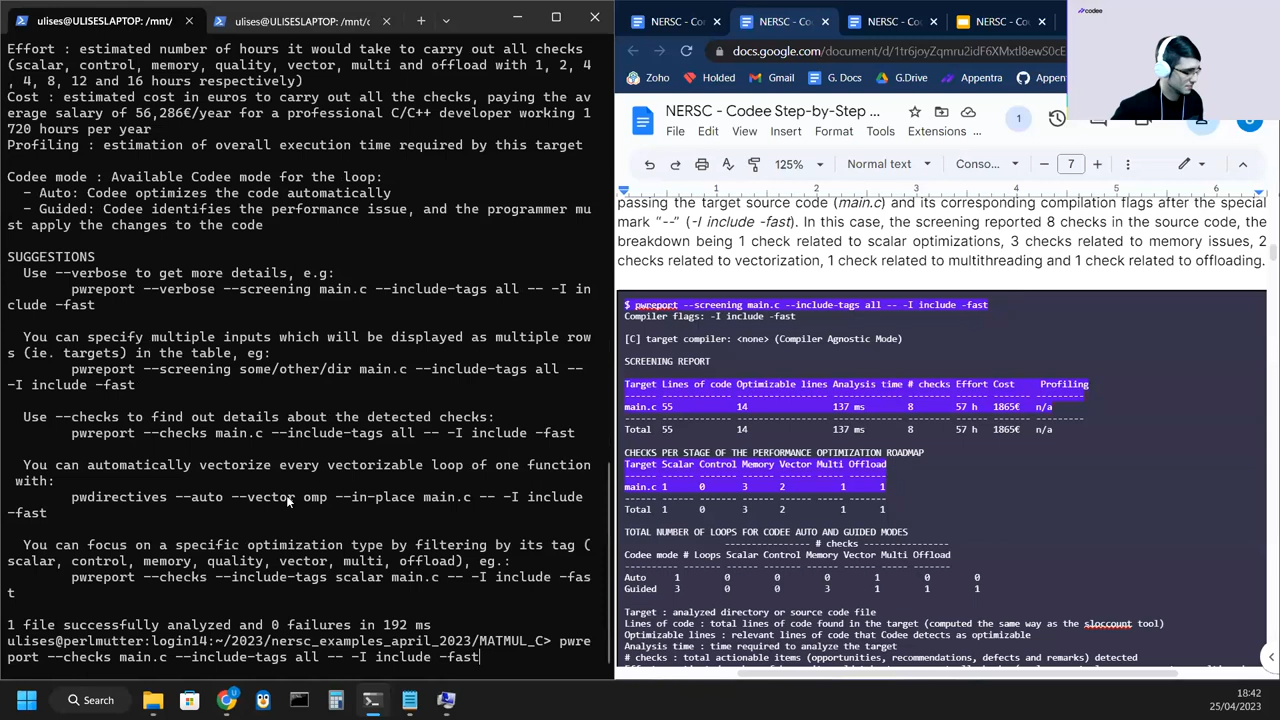 ulises@ULISESLAPTOP: /mnt/
ulises@ULISESLAPTOP: /mnt/c
Effort : estimated number of hours it would take to carry out all checks
(scalar, control, memory, quality, vector, multi and offload with 1, 2, 4
, 4, 8, 12 and 16 hours respectively)
Cost : estimated cost in euros to carry out all the checks, paying the av
erage salary of 56,286€/year for a professional C/C++ developer working 1
720 hours per year
Profiling : estimation of overall execution time required by this target
Codee mode : Available Codee mode for the loop:
- Auto: Codee optimizes the code automatically
- Guided: Codee identifies the performance issue, and the programmer mu
st apply the changes to the code
SUGGESTIONS
Use --verbose to get more details, e.g:
pwreport --verbose --screening main.c --include-tags all -- -I in
clude -fast
You can specify multiple inputs which will be displayed as multiple row
s (ie. targets) in the table, eg:
pwreport --screening some/other/dir main.c --include-tags all --
-I include -fast
Use --checks to find out details about the detected checks:
pwreport --checks main.c --include-tags all -- -I include -fast
You can automatically vectorize every vectorizable loop of one function
with:
pwdirectives --auto --vector omp --in-place main.c -- -I include
-fast
You can focus on a specific optimization type by filtering by its tag (
scalar, control, memory, quality, vector, multi, offload), eg.:
pwreport --checks --include-tags scalar main.c -- -I include -fas
t
1 file successfully analyzed and 0 failures in 192 ms
ulises@perlmutter:login14:~/2023/nersc_examples_april_2023/MATMUL_C> pwre
port --checks main.c --include-tags all -- -I include -fast
NERSC - Co
NERSC - Co
NERSC - Co
NERSC - Co
docs.google.com/document/d/1tr6joyZqmru2idF6XMxtl8ewS0cE
Zoho
Holded
Gmail
G. Docs
G.Drive
Appentra
Appen
codee
NERSC - Codee Step-by-Step ...
File Edit View Insert Format Tools Extensions ...
1
125%
Normal text
Conso...
7
1 2 3 4 5 6
passing the target source code (main.c) and its corresponding compilation flags after the special
mark “--” (-I include -fast). In this case, the screening reported 8 checks in the source code, the
breakdown being 1 check related to scalar optimizations, 3 checks related to memory issues, 2
checks related to vectorization, 1 check related to multithreading and 1 check related to offloading.
$ pwreport --screening main.c --include-tags all -- -I include -fast
Compiler flags: -I include -fast
[C] target compiler: <none> (Compiler Agnostic Mode)
SCREENING REPORT
Target Lines of code Optimizable lines Analysis time # checks Effort Cost Profiling
main.c 55 14 137 ms 8 57 h 1865€ n/a
Total 55 14 137 ms 8 57 h 1865€ n/a
CHECKS PER STAGE OF THE PERFORMANCE OPTIMIZATION ROADMAP
Target Scalar Control Memory Vector Multi Offload
main.c 1 0 3 2 1 1
Total 1 0 3 2 1 1
TOTAL NUMBER OF LOOPS FOR CODEE AUTO AND GUIDED MODES
---------------- # checks ----------------
Codee mode # Loops Scalar Control Memory Vector Multi Offload
Auto 1 0 0 0 1 0 0
Guided 3 0 0 3 1 1 1
Target : analyzed directory or source code file
Lines of code : total lines of code found in the target (computed the same way as the sloccount tool)
Optimizable lines : relevant lines of code that Codee detects as optimizable
Analysis time : time required to analyze the target
# checks : total actionable items (opportunities, recommendations, defects and remarks) detected
Search
18:42
25/04/2023